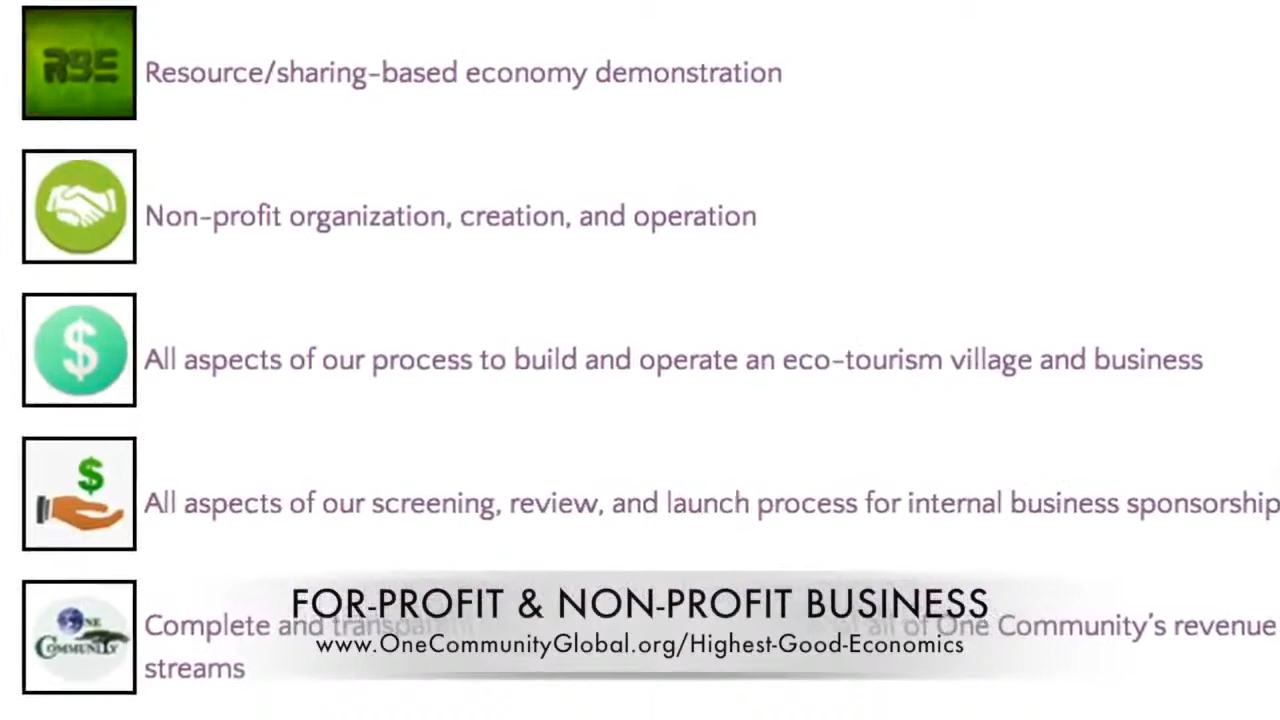 RBE
Resource/sharing-based economy demonstration
Non-profit organization, creation, and operation
$
All aspects of our process to build and operate an eco-tourism village and business
$
All aspects of our screening, review, and launch process for internal business sponsorship
ONE
COMMUNITY
Complete and transparent of all of One Community's revenue
streams
FOR-PROFIT & NON-PROFIT BUSINESS
www.OneCommunityGlobal.org/Highest-Good-Economics